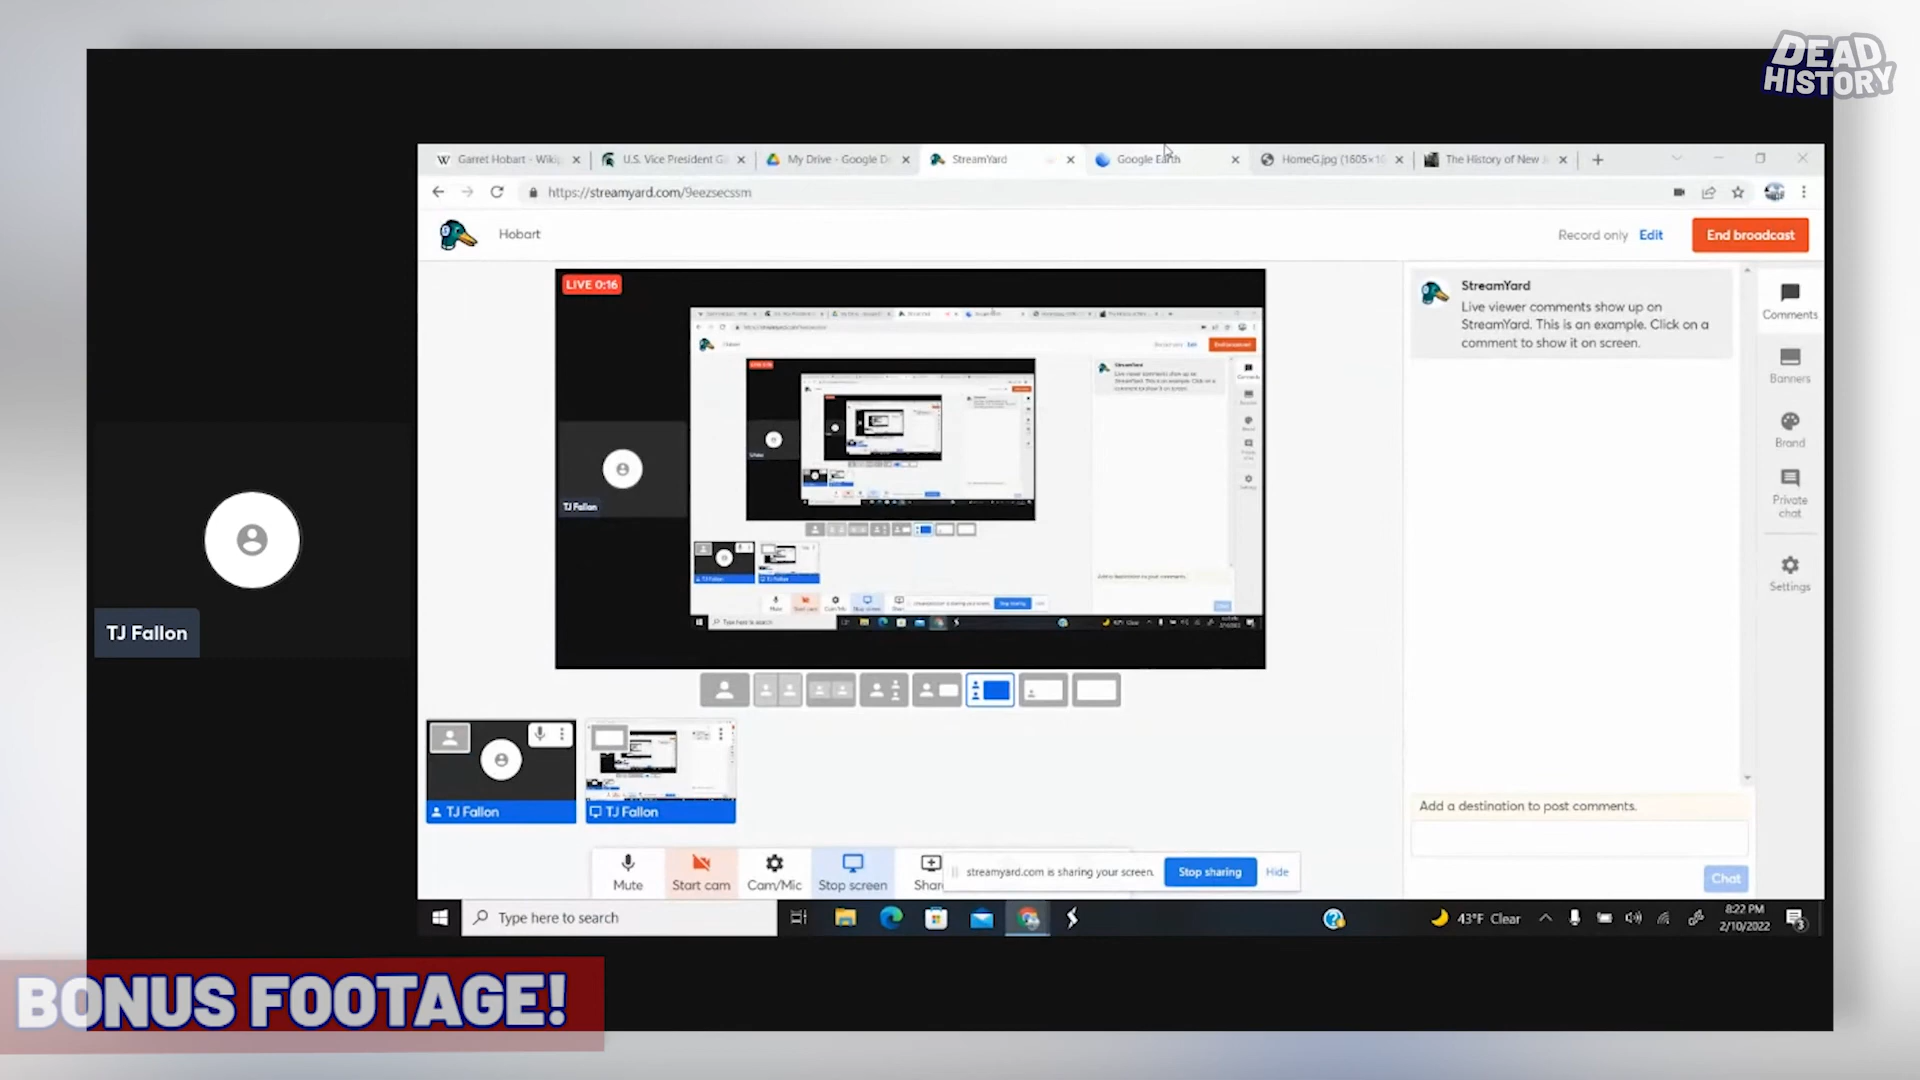 DEAD
HISTORY
Garret Hobart - Wikip
U.S. Vice President G
My Drive - Google D
StreamYard
Google Earth
HomeG.jpg (1605×1
The History of New
https://streamyard.com/9eezsecssm
Hobart
Record only Edit
End broadcast
LIVE 0:16
StreamYard
Live viewer comments show up on
StreamYard. This is an example. Click on a
comment to show it on screen.
Comments
Banners
Brand
Private
chat
Settings
TJ Fallon
TJ Fallon
TJ Fallon
TJ Fallon
Add a destination to post comments.
Chat
Mute
Start cam
Cam/Mic
Stop screen
Shar
streamyard.com is sharing your screen.
Stop sharing
Hide
Type here to search
43°F Clear
8:22 PM
2/10/2022
3
BONUS FOOTAGE!